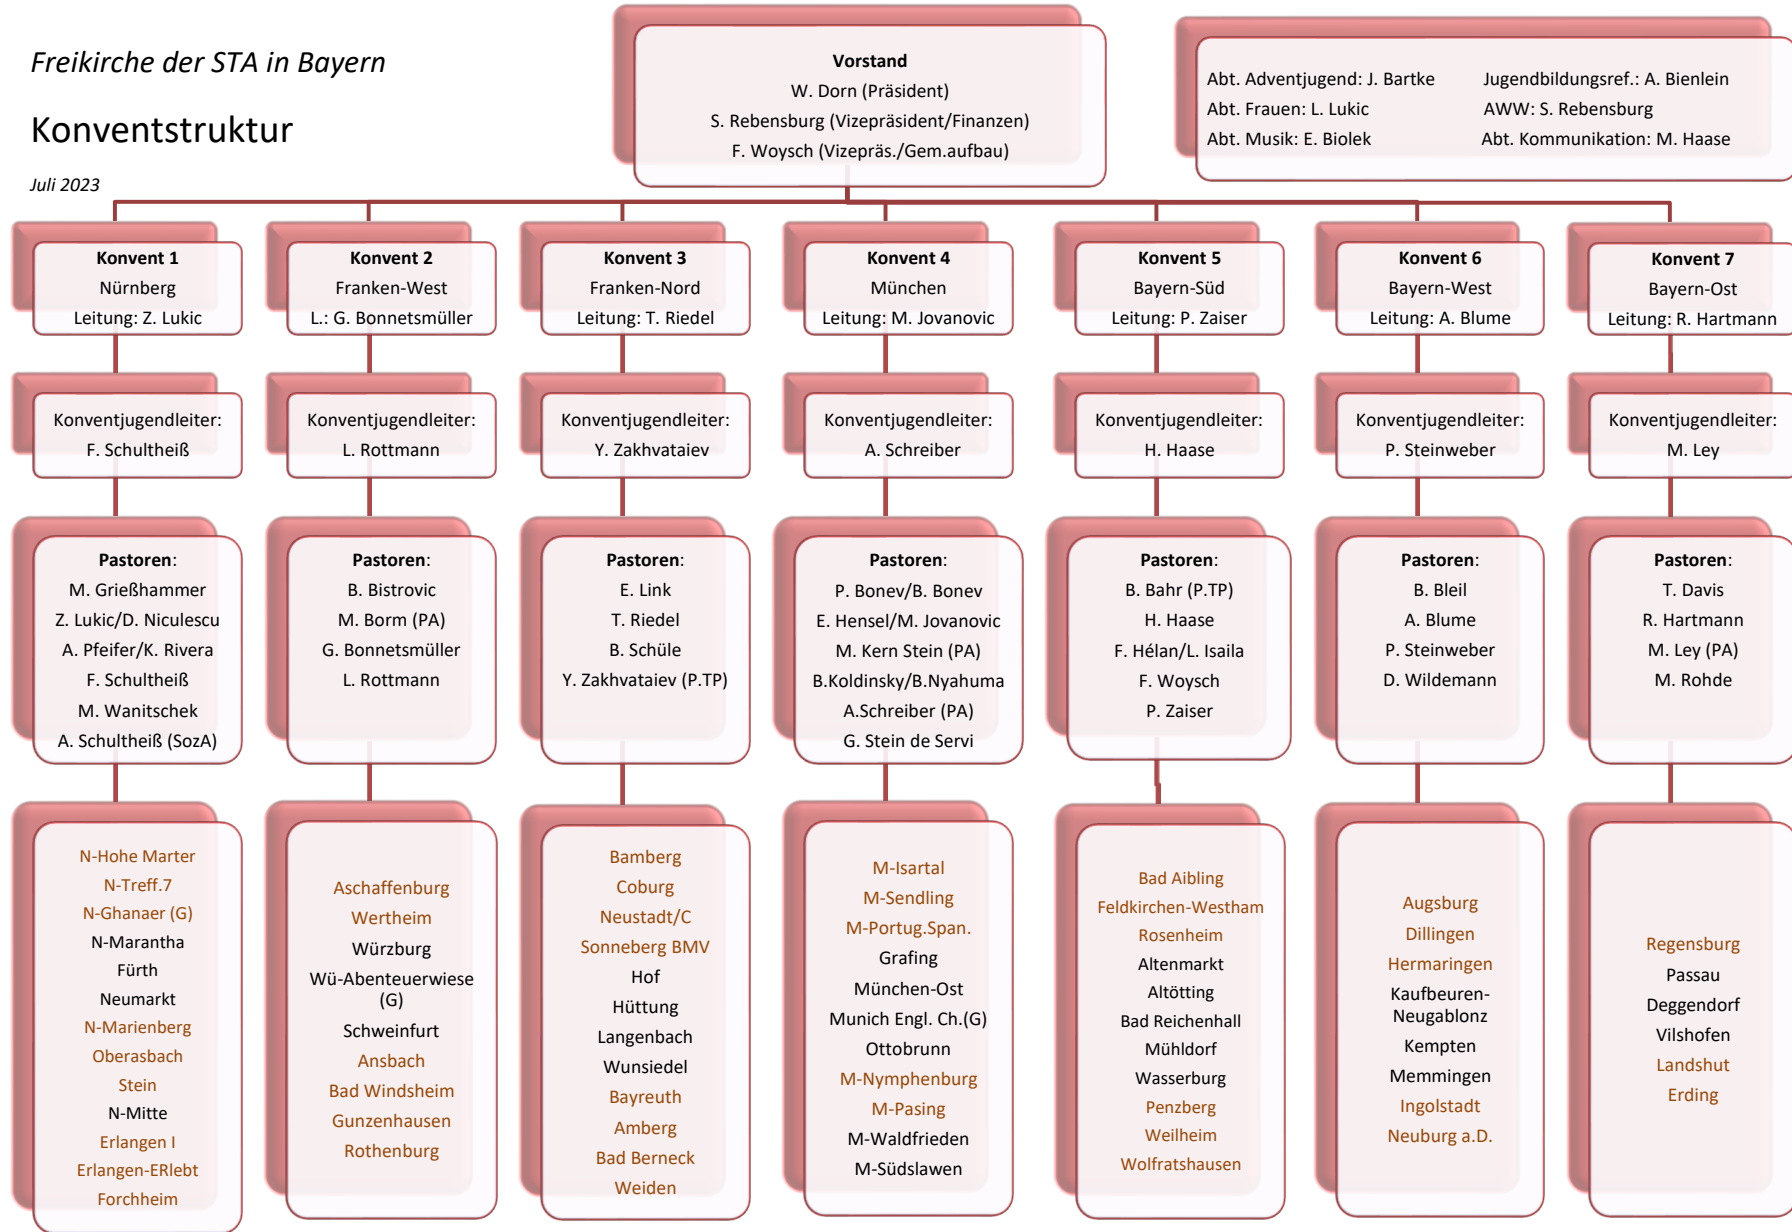 Freikirche der STA in Bayern
Konventstruktur
Juli 2023
Vorstand
W. Dorn (Präsident)
S. Rebensburg (Vizepräsident/Finanzen)
F. Woysch (Vizepräs./Gem.aufbau)
Abt. Adventjugend: J. Bartke
Abt. Frauen: L. Lukic
Abt. Musik: E. Biolek
Jugendbildungsref.: A. Bienlein
AWW: S. Rebensburg
Abt. Kommunikation: M. Haase
Konvent 1
Nürnberg
Leitung: Z. Lukic
Konventjugendleiter:
F. Schultheiß
Pastoren:
M. Grießhammer
Z. Lukic/D. Niculescu
A. Pfeifer/K. Rivera
F. Schultheiß
M. Wanitschek
A. Schultheiß (SozA)
N-Hohe Marter
N-Treff.7
N-Ghanaer (G)
N-Marantha
Fürth
Neumarkt
N-Marienberg
Oberasbach
Stein
N-Mitte
Erlangen I
Erlangen-ERlebt
Forchheim
Konvent 2
Franken-West
L.: G. Bonnetsmüller
Konventjugendleiter:
L. Rottmann
Pastoren:
B. Bistrovic
M. Borm (PA)
G. Bonnetsmüller
L. Rottmann
Aschaffenburg
Wertheim
Würzburg
Wü-Abenteuerwiese
(G)
Schweinfurt
Ansbach
Bad Windsheim
Gunzenhausen
Rothenburg
Konvent 3
Franken-Nord
Leitung: T. Riedel
Konventjugendleiter:
Y. Zakhvataiev
Pastoren:
E. Link
T. Riedel
B. Schüle
Y. Zakhvataiev (P.TP)
Bamberg
Coburg
Neustadt/C
Sonneberg BMV
Hof
Hüttung
Langenbach
Wunsiedel
Bayreuth
Amberg
Bad Berneck
Weiden
Konvent 4
München
Leitung: M. Jovanovic
Konventjugendleiter:
A. Schreiber
Pastoren:
P. Bonev/B. Bonev
E. Hensel/M. Jovanovic
M. Kern Stein (PA)
B.Koldinsky/B.Nyahuma
A.Schreiber (PA)
G. Stein de Servi
M-Isartal
M-Sendling
M-Portug.Span.
Grafing
München-Ost
Munich Engl. Ch.(G)
Ottobrunn
M-Nymphenburg
M-Pasing
M-Waldfrieden
M-Südslawen
Konvent 5
Bayern-Süd
Leitung: P. Zaiser
Konventjugendleiter:
H. Haase
Pastoren:
B. Bahr (P.TP)
H. Haase
F. Hélan/L. Isaila
F. Woysch
P. Zaiser
Bad Aibling
Feldkirchen-Westham
Rosenheim
Altenmarkt
Altötting
Bad Reichenhall
Mühldorf
Wasserburg
Penzberg
Weilheim
Wolfratshausen
Konvent 6
Bayern-West
Leitung: A. Blume
Konventjugendleiter:
P. Steinweber
Pastoren:
B. Bleil
A. Blume
P. Steinweber
D. Wildemann
Augsburg
Dillingen
Hermaringen
Kaufbeuren-
Neugablonz
Kempten
Memmingen
Ingolstadt
Neuburg a.D.
Konvent 7
Bayern-Ost
Leitung: R. Hartmann
Konventjugendleiter:
M. Ley
Pastoren:
T. Davis
R. Hartmann
M. Ley (PA)
M. Rohde
Regensburg
Passau
Deggendorf
Vilshofen
Landshut
Erding